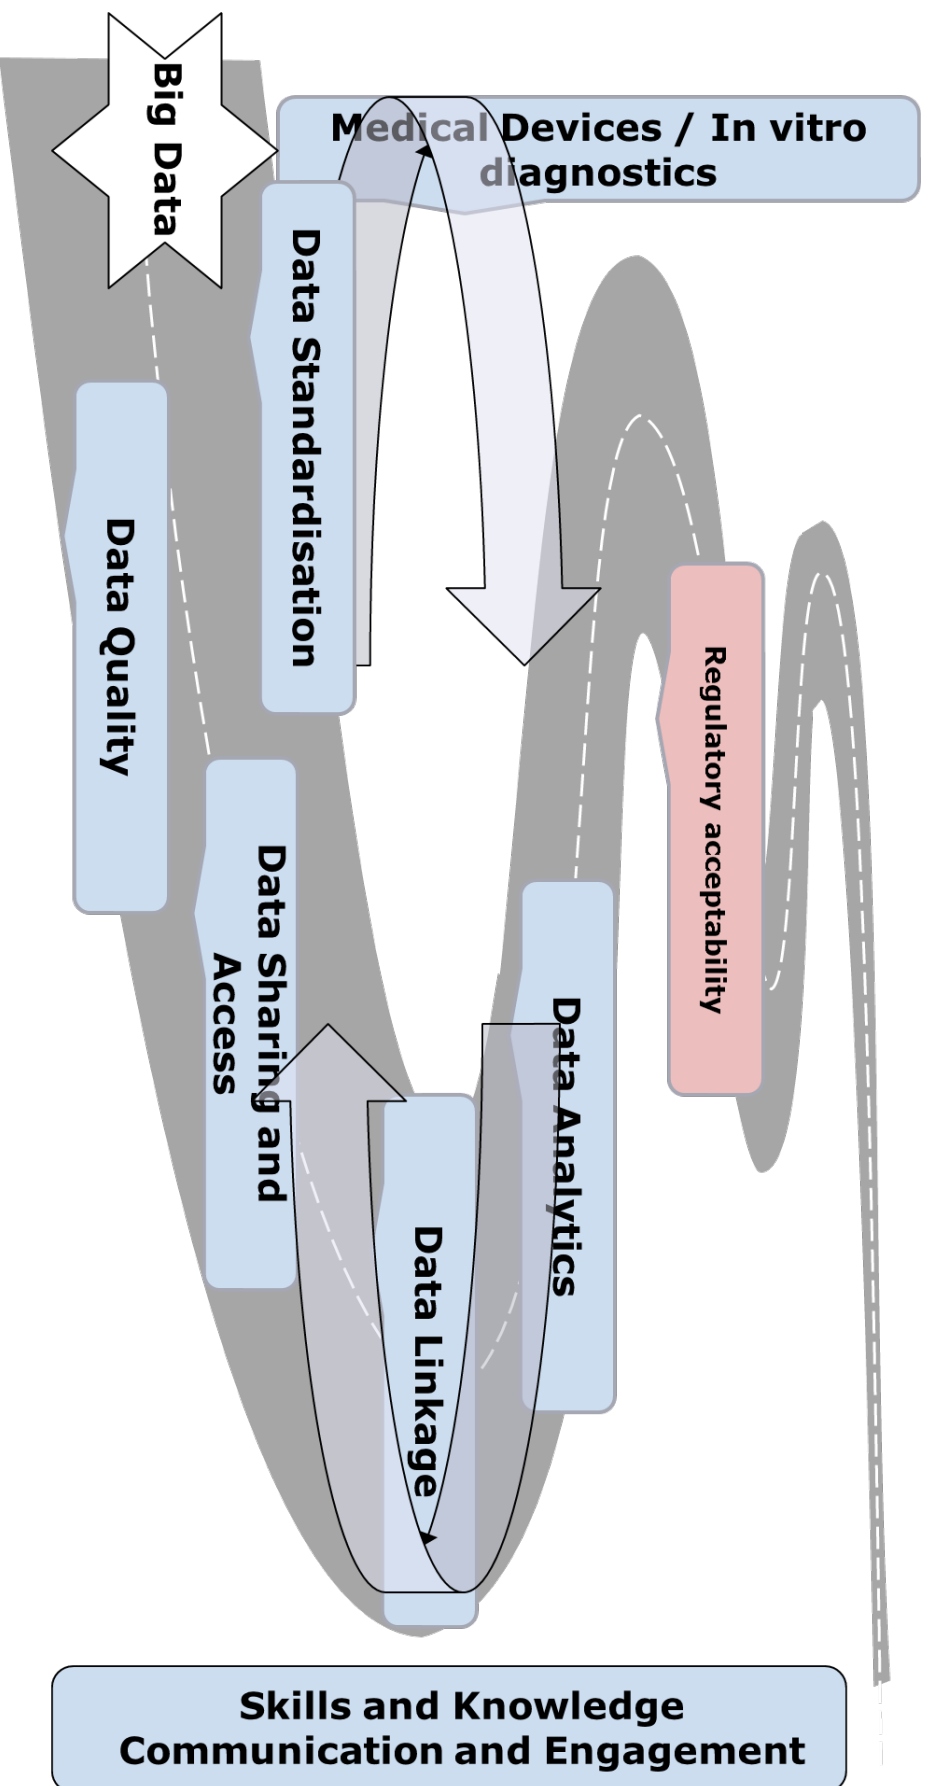 Big Data
Medical Devices / In vitro
diagnostics
Data Standardisation
Data Quality
Data Sharing and
Access
Data Linkage
Data Analytics
Regulatory acceptability
Skills and Knowledge
Communication and Engagement